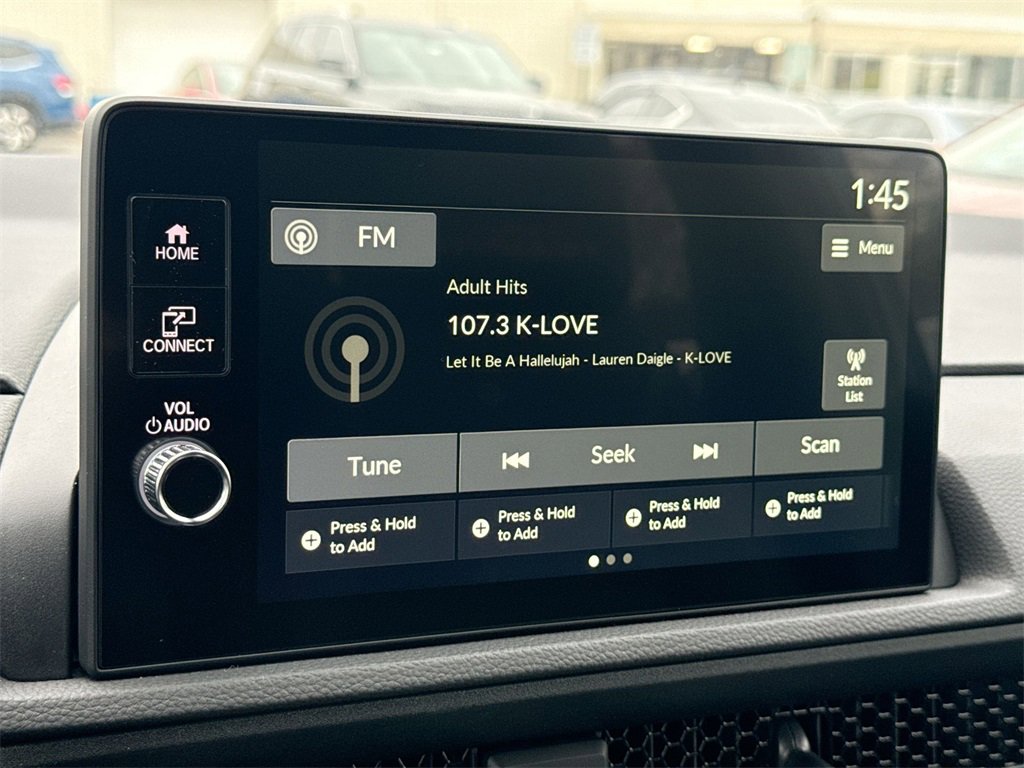 1:45
HOME
CONNECT
VOL
AUDIO
FM
Menu
Adult Hits
107.3 K-LOVE
Let It Be A Hallelujah - Lauren Daigle - K-LOVE
Station
List
Tune
Seek
Scan
Press & Hold
to Add
Press & Hold
to Add
Press & Hold
to Add
Press & Hold
to Add